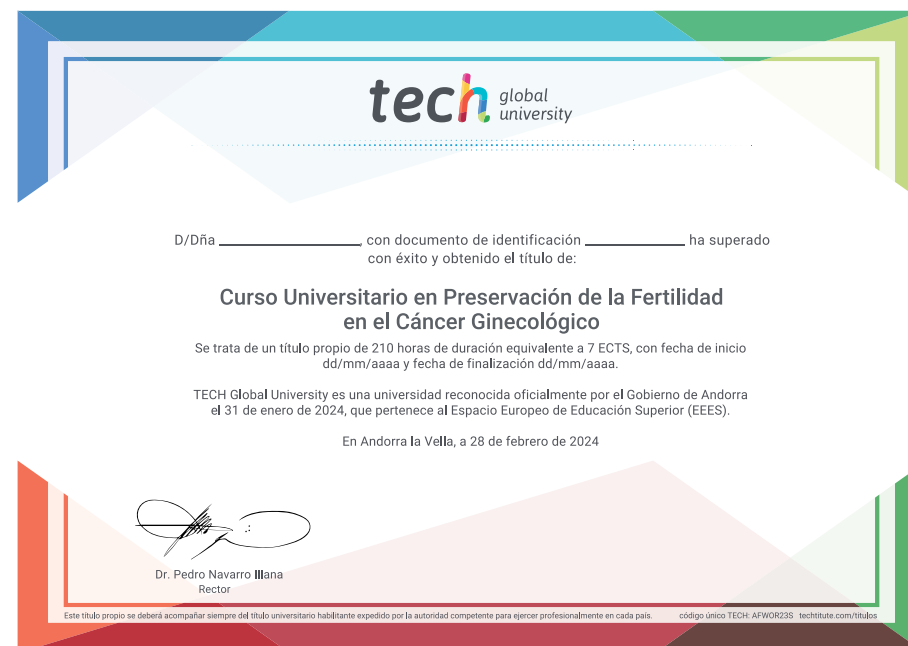 tech global university
D/Dña ______________, con documento de identificación __________ ha superado
con éxito y obtenido el título de:
Curso Universitario en Preservación de la Fertilidad
en el Cáncer Ginecológico
Se trata de un título propio de 210 horas de duración equivalente a 7 ECTS, con fecha de inicio
dd/mm/aaaa y fecha de finalización dd/mm/aaaa.
TECH Global University es una universidad reconocida oficialmente por el Gobierno de Andorra
el 31 de enero de 2024, que pertenece al Espacio Europeo de Educación Superior (EEES).
En Andorra la Vella, a 28 de febrero de 2024
Dr. Pedro Navarro Illana
Rector
Este título propio se deberá acompañar siempre del título universitario habilitante expedido por la autoridad competente para ejercer profesionalmente en cada país. código único TECH: AFWOR23S techtitute.com/titulos